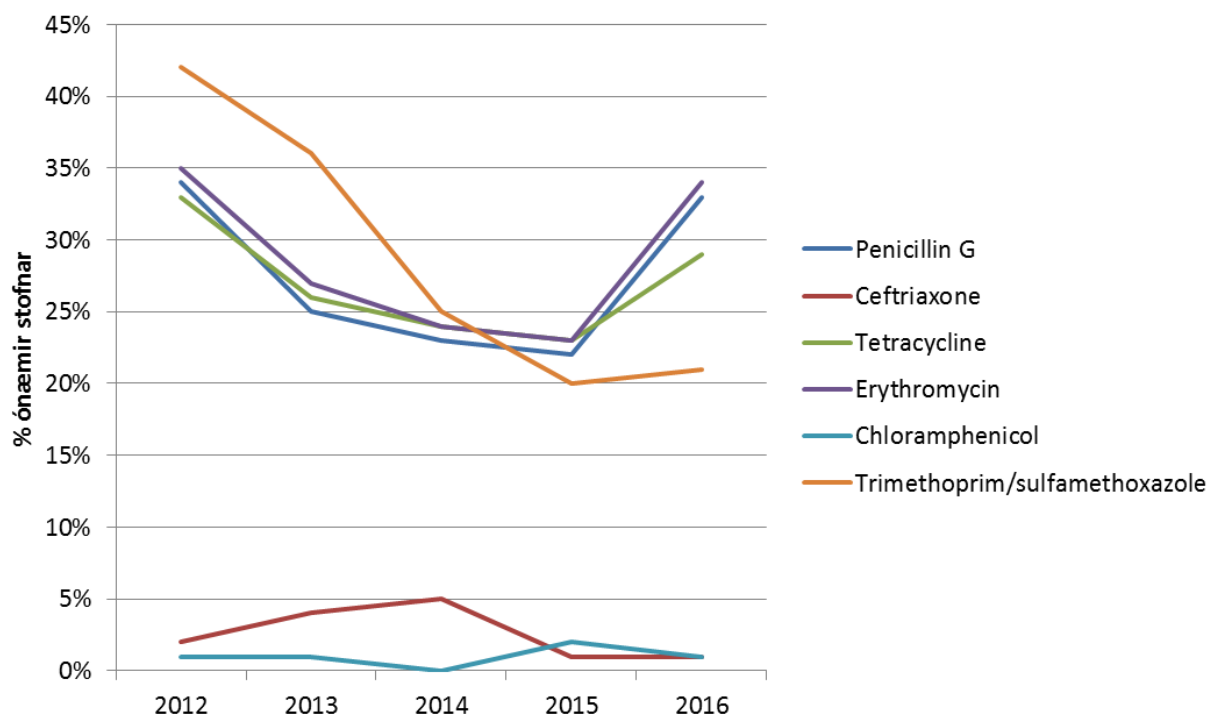 45%
40%
35%
30%
25%
20%
15%
10%
5%
0%
% ónæmir stofnar
2012 2013 2014 2015 2016
Penicillin G
Ceftriaxone
Tetracycline
Erythromycin
Chloramphenicol
Trimethoprim/sulfamethoxazole